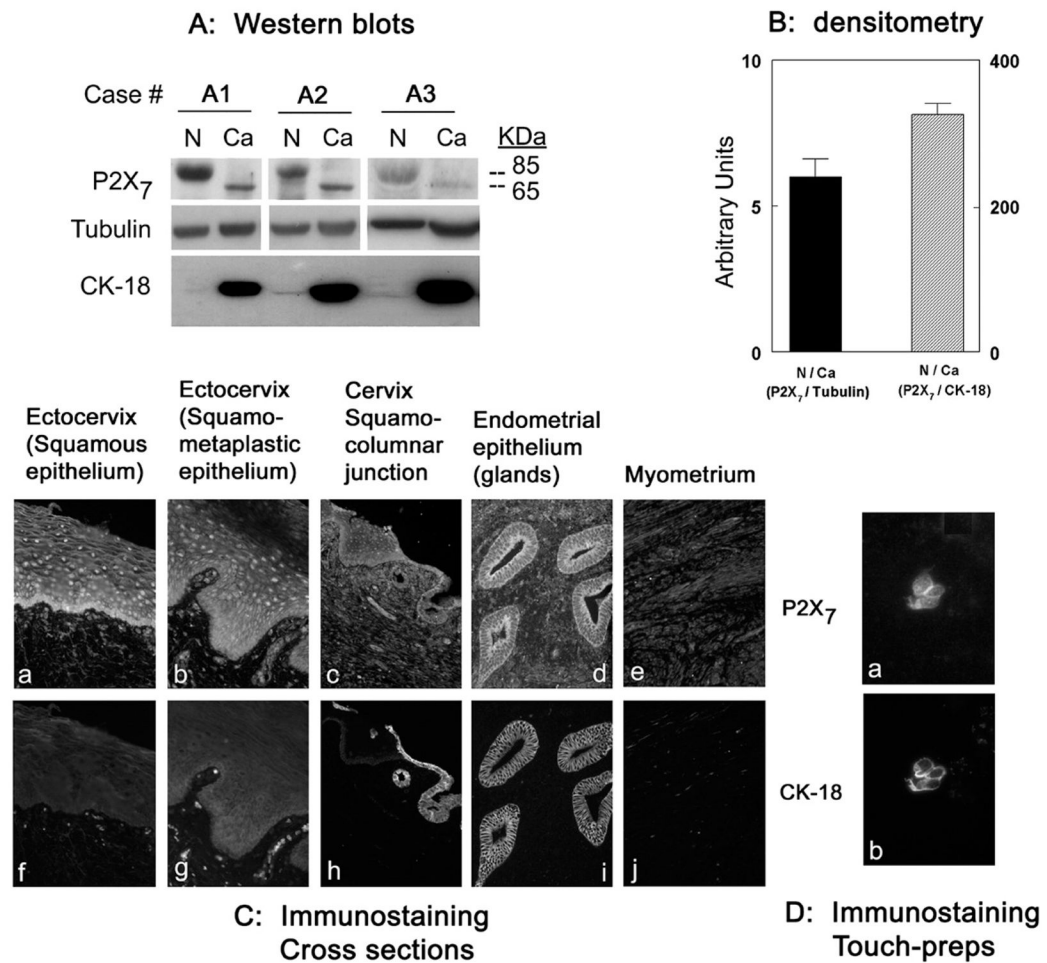 A: Western blots
Case # A1 A2 A3
N Ca N Ca N Ca KDa
P2X7 -- 85
-- 65
Tubulin
CK-18
B: densitometry
10 400
Arbitrary Units
5 200
0 0
N / Ca N / Ca
(P2X7 / Tubulin) (P2X7 / CK-18)
Ectocervix
(Squamous
epithelium)
Ectocervix
(Squamo-
metaplastic
epithelium)
Cervix
Squamo-
columnar
junction
Endometrial
epithelium
(glands)
Myometrium
a b c d e
f g h i j
C: Immunostaining
Cross sections
P2X7
a
CK-18
b
D: Immunostaining
Touch-preps